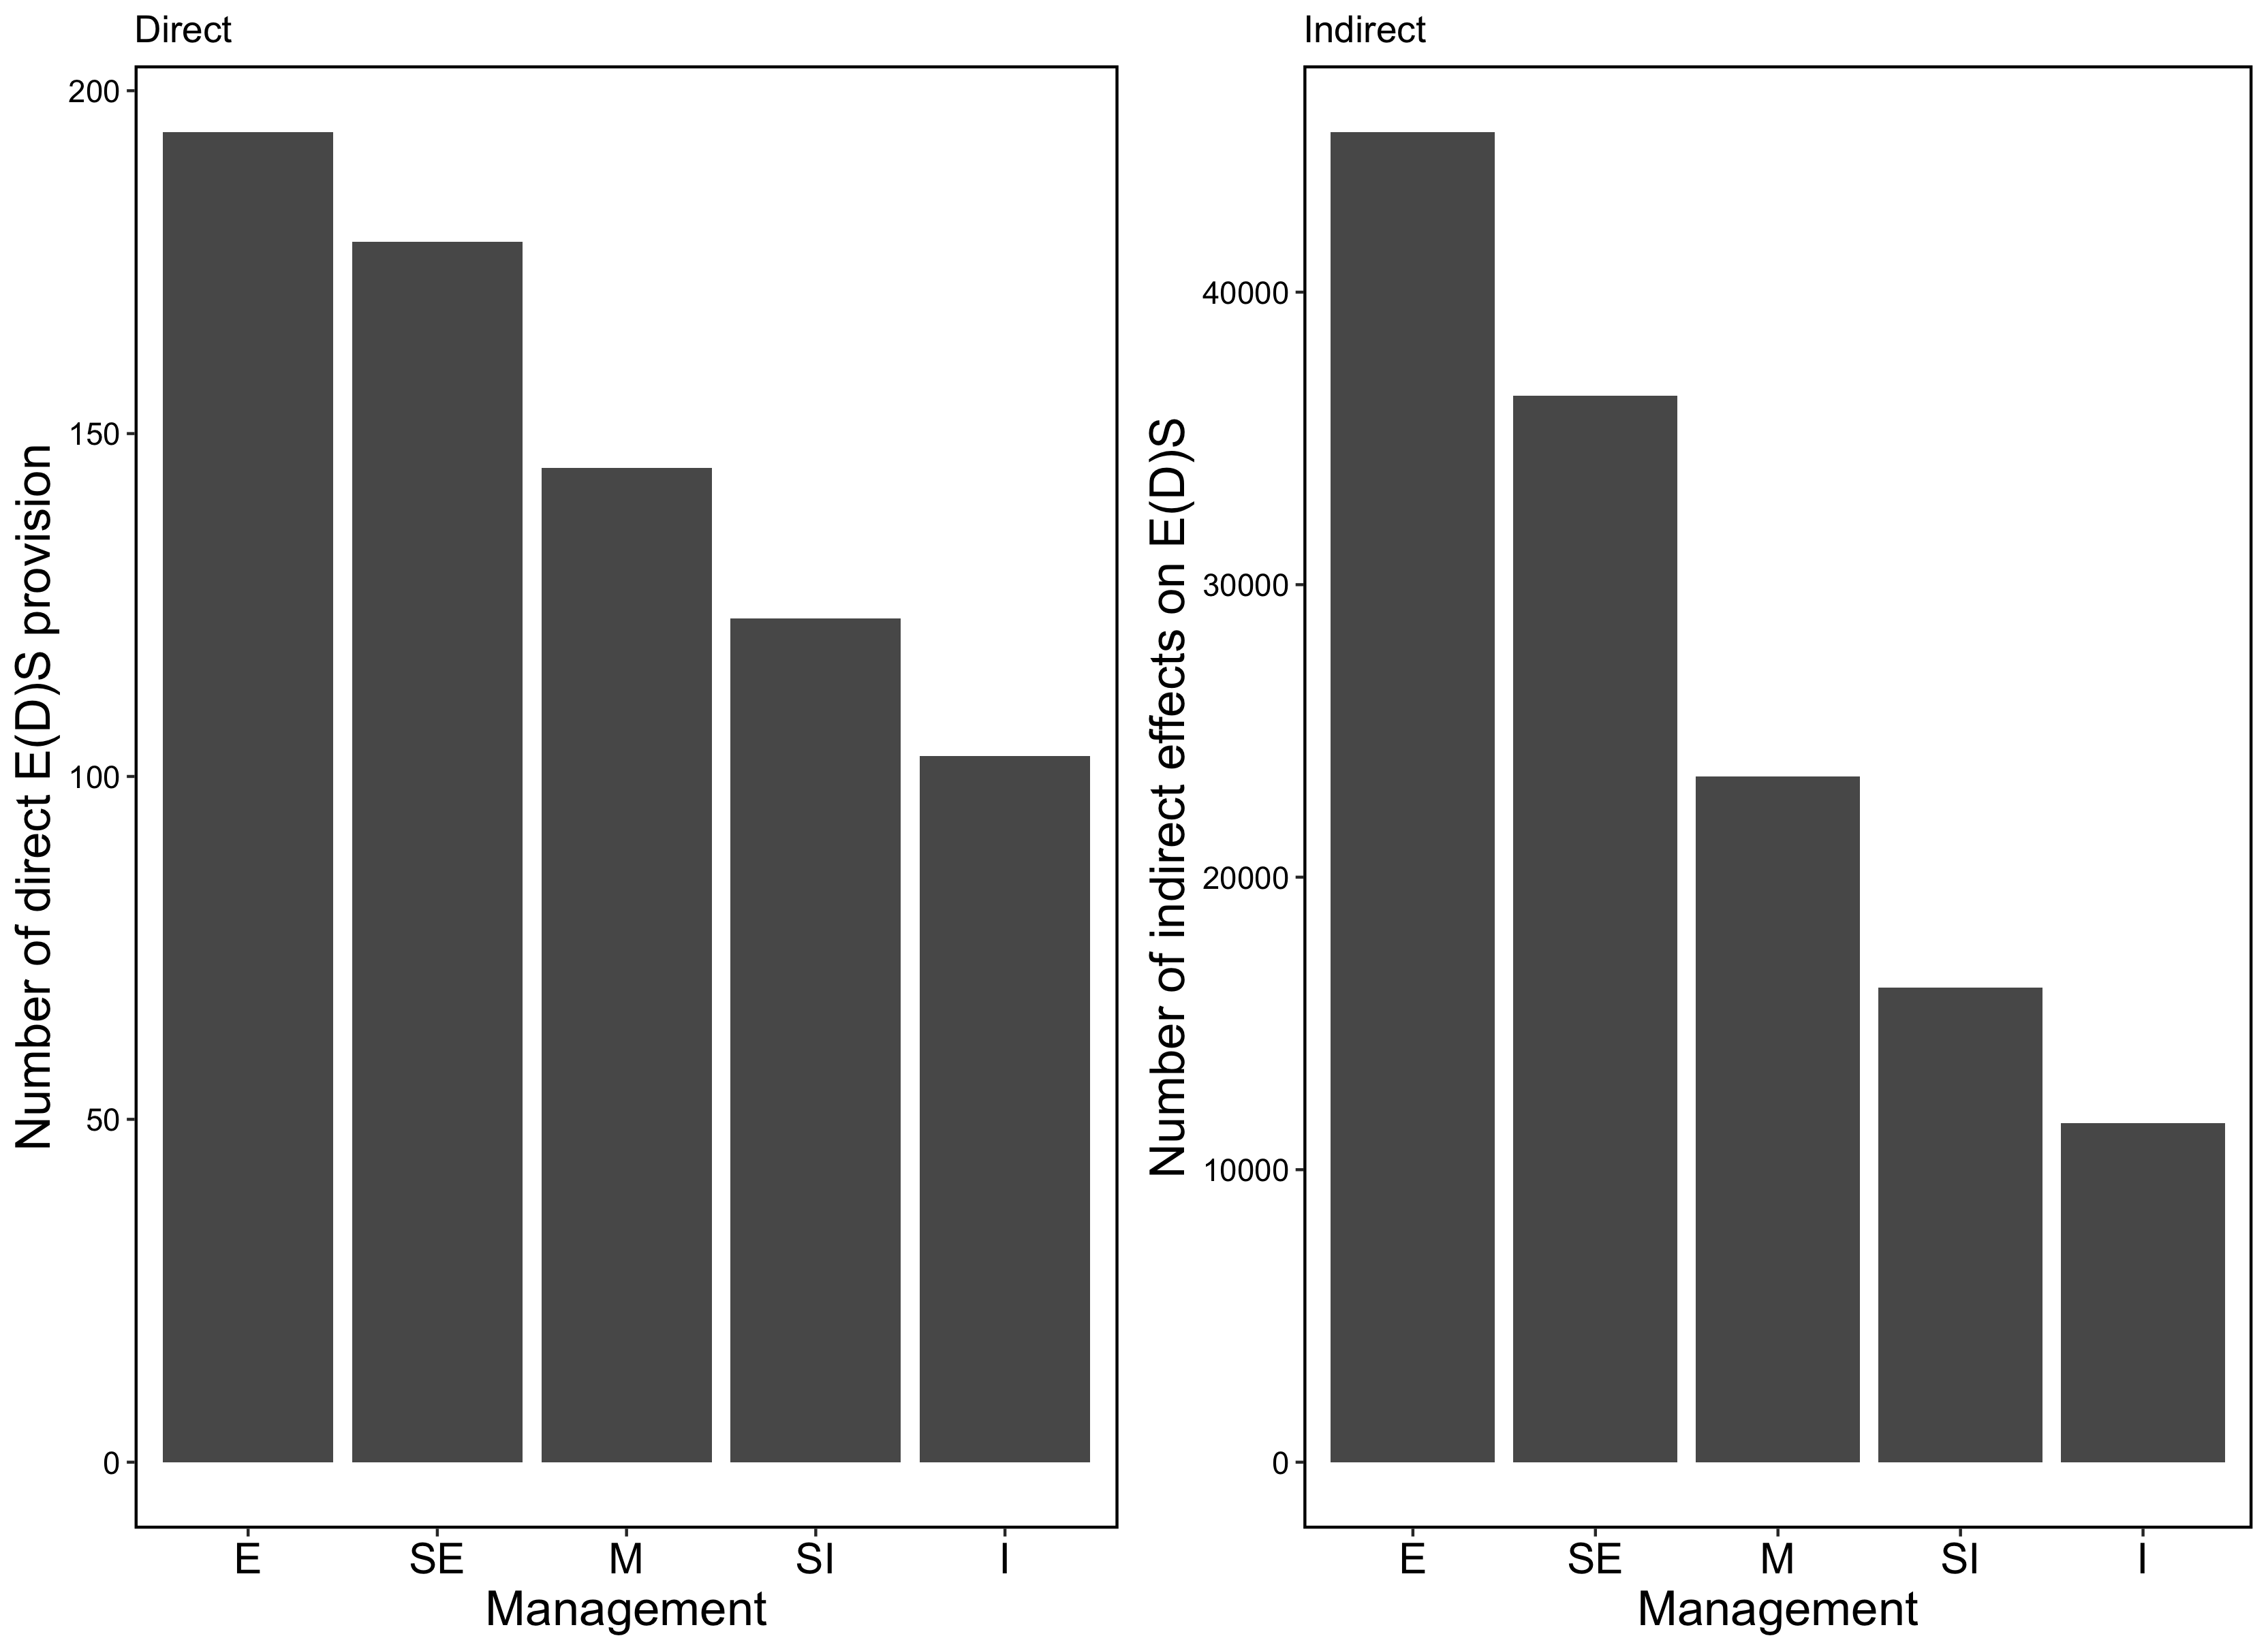 Direct
Number of direct E(D)S provision
200
150
100
50
0
E SE M SI I
Management
Indirect
Number of indirect effects on E(D)S
40000
30000
20000
10000
0
E SE M SI I
Management